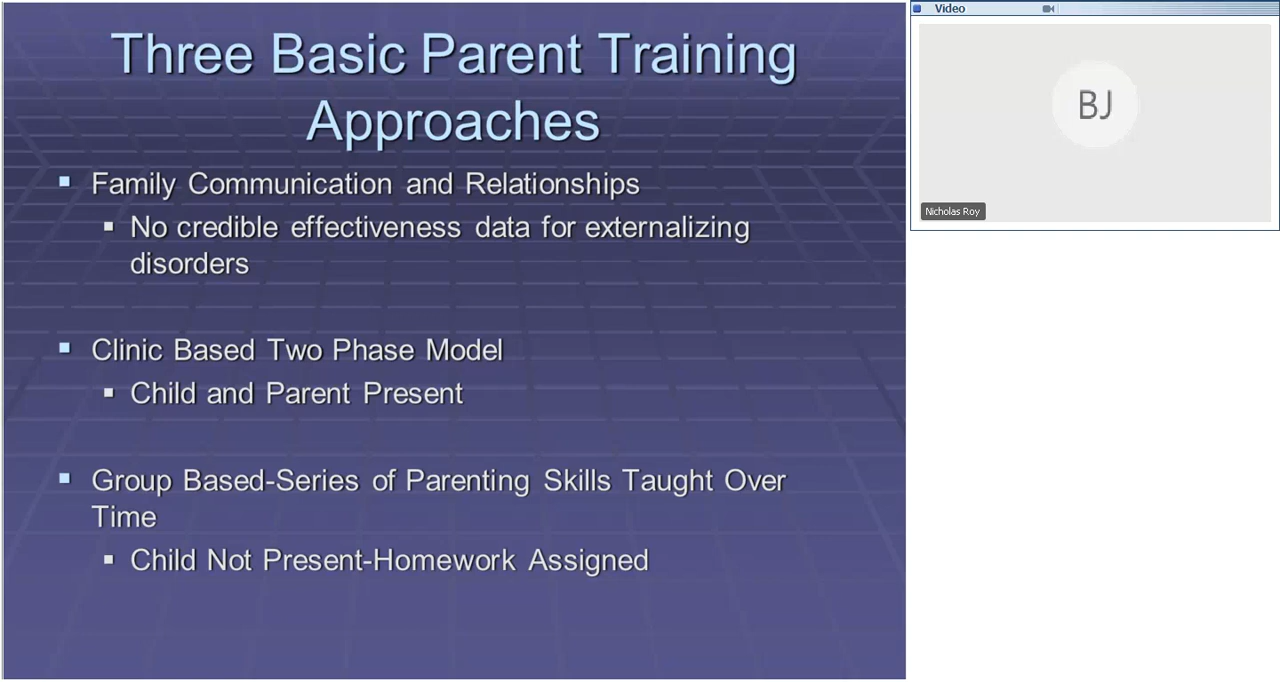 Three Basic Parent Training
Approaches
Family Communication and Relationships
No credible effectiveness data for externalizing
disorders
Clinic Based Two Phase Model
Child and Parent Present
Group Based-Series of Parenting Skills Taught Over
Time
Child Not Present-Homework Assigned
Video
BJ
Nicholas Roy